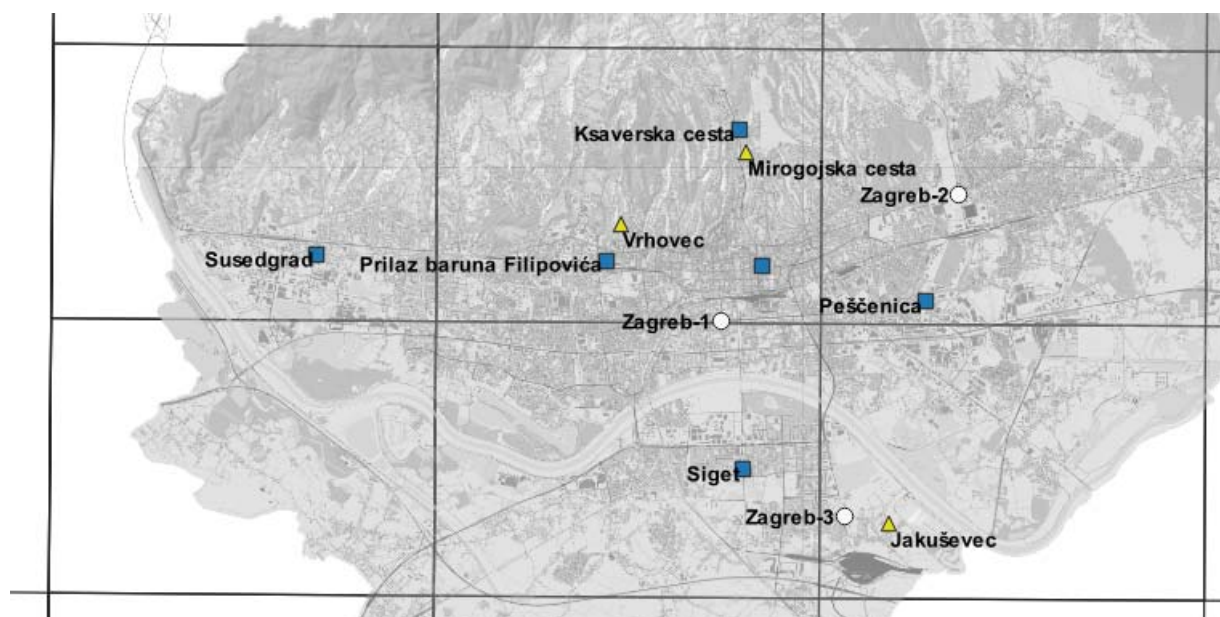 Ksaverska cesta
Mirogojska cesta
Zagreb-2
Vrhovec
Susedgrad
Prilaz baruna Filipovića
Peščenica
Zagreb-1
Siget
Zagreb-3
Jakuševec